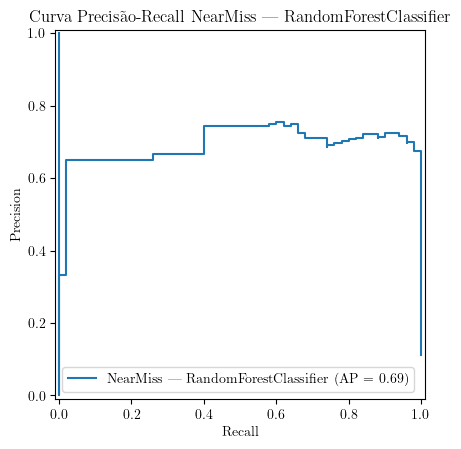 Curva Precisão-Recall NearMiss — RandomForestClassifier
1.0
0.8
0.6
0.4
0.2
0.0
Precision
NearMiss — RandomForestClassifier (AP = 0.69)
0.0 0.2 0.4 0.6 0.8 1.0
Recall